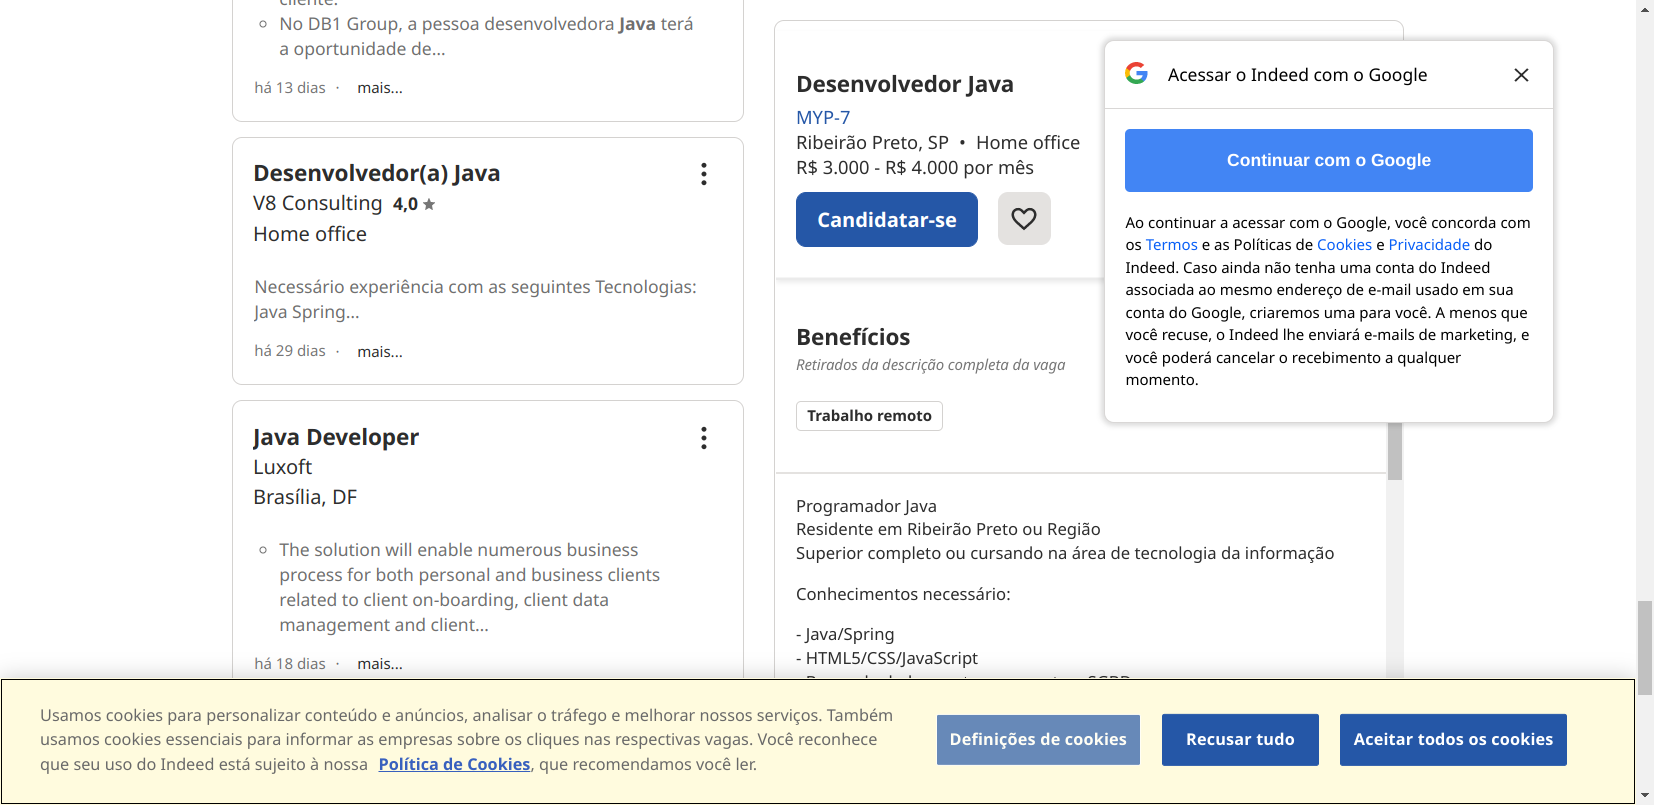 No DB1 Group, a pessoa desenvolvedora Java terá
a oportunidade de...
há 13 dias · mais...
Desenvolvedor(a) Java
V8 Consulting 4,0 ★
Home office
Necessário experiência com as seguintes Tecnologias:
Java Spring...
há 29 dias · mais...
Java Developer
Luxoft
Brasília, DF
The solution will enable numerous business
process for both personal and business clients
related to client on-boarding, client data
management and client...
há 18 dias · mais...
Desenvolvedor Java
MYP-7
Ribeirão Preto, SP • Home office
R$ 3.000 - R$ 4.000 por mês
Candidatar-se
Benefícios
Retirados da descrição completa da vaga
Trabalho remoto
Programador Java
Residente em Ribeirão Preto ou Região
Superior completo ou cursando na área de tecnologia da informação
Conhecimentos necessário:
- Java/Spring
- HTML5/CSS/JavaScript
Acessar o Indeed com o Google
Continuar com o Google
Ao continuar a acessar com o Google, você concorda com
os Termos e as Políticas de Cookies e Privacidade do
Indeed. Caso ainda não tenha uma conta do Indeed
associada ao mesmo endereço de e-mail usado em sua
conta do Google, criaremos uma para você. A menos que
você recuse, o Indeed lhe enviará e-mails de marketing, e
você poderá cancelar o recebimento a qualquer
momento.
Usamos cookies para personalizar conteúdo e anúncios, analisar o tráfego e melhorar nossos serviços. Também
usamos cookies essenciais para informar as empresas sobre os cliques nas respectivas vagas. Você reconhece
que seu uso do Indeed está sujeito à nossa Política de Cookies, que recomendamos você ler.
Definições de cookies
Recusar tudo
Aceitar todos os cookies